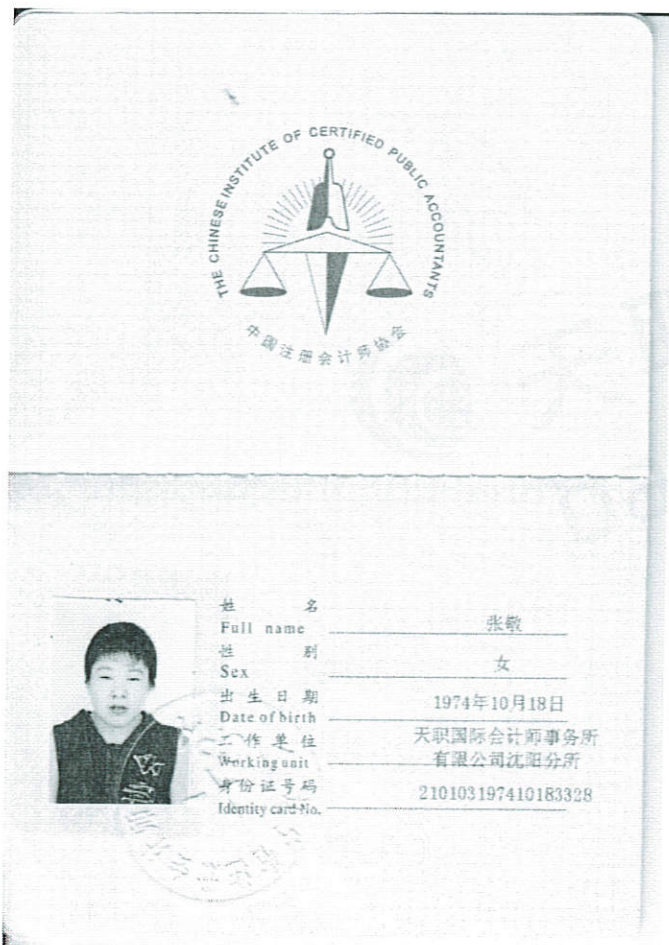 THE CHINESE INSTITUTE OF CERTIFIED PUBLIC ACCOUNTANTS
中国注册会计师协会
姓 名 张敬
Full name
性 别 女
Sex
出生日期 1974年10月18日
Date of birth
工作单位 天职国际会计师事务所
Working unit 有限公司沈阳分所
身份证号码 210103197410183328
Identity card No.